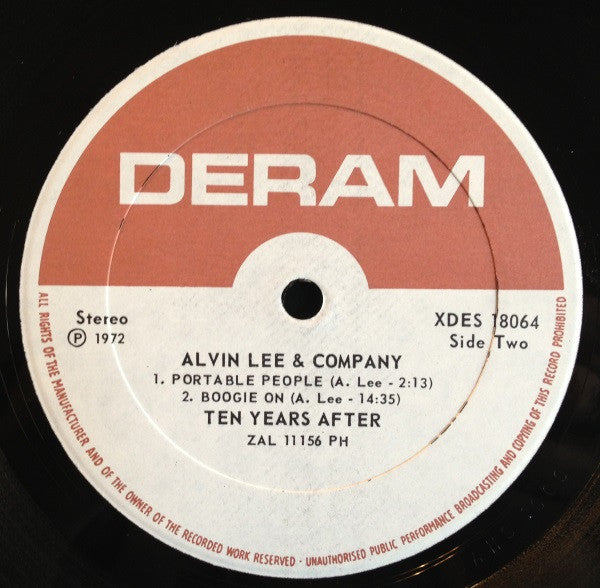 DERAM
Stereo
XDES 18064
Ⓟ 1972
Side Two
ALVIN LEE & COMPANY
1. PORTABLE PEOPLE (A. Lee - 2:13)
2. BOOGIE ON (A. Lee - 14:35)
TEN YEARS AFTER
ZAL 11156 PH
ALL RIGHTS OF THE MANUFACTURER AND OF THE OWNER OF THE RECORDED WORK RESERVED · UNAUTHORISED PUBLIC PERFORMANCE BROADCASTING AND COPYING OF THIS RECORD PROHIBITED